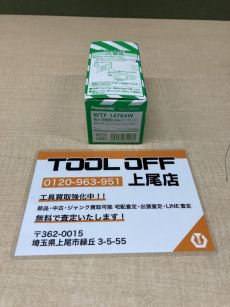 Panasonic
WTF 14764W
TOOL OFF
0120-963-951 上尾店
工具買取強化中!!
新品・中古・ジャンク買取可能 宅配査定・出張査定・LINE査定
無料で査定いたします!
〒362-0015
埼玉県上尾市緑丘 3-5-55